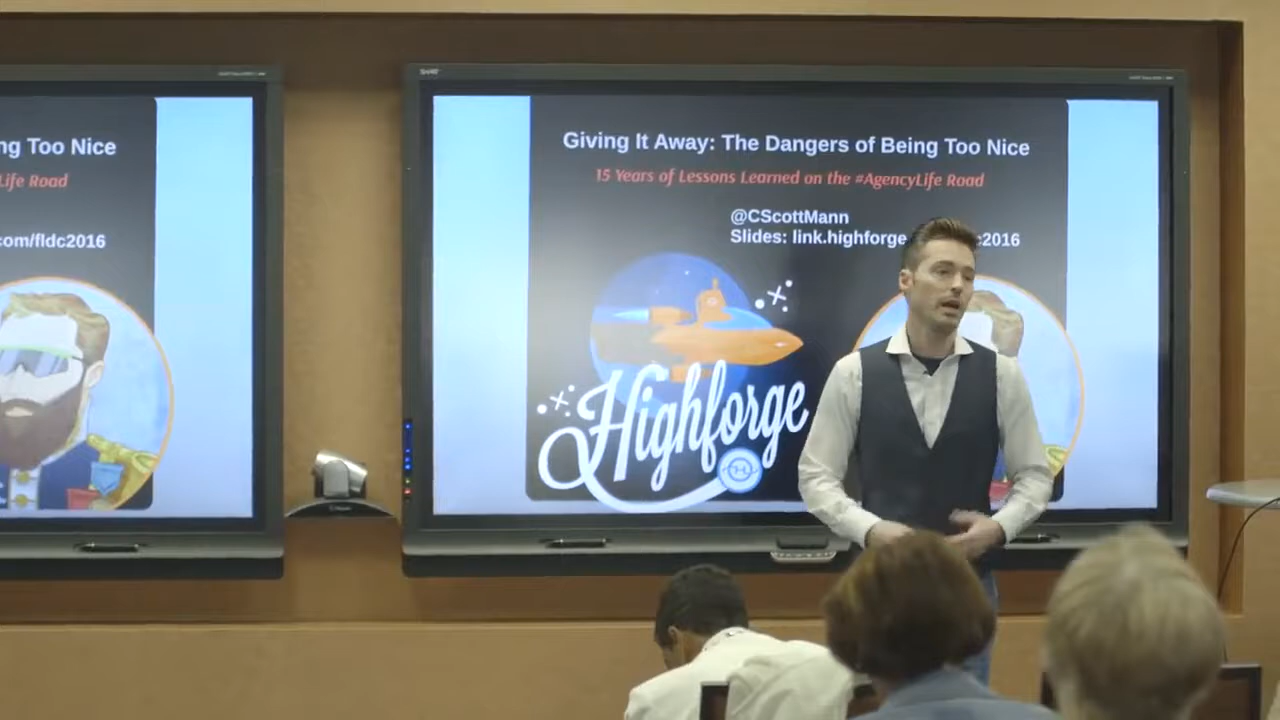 ng Too Nice
Life Road
com/fldc2016
Giving It Away: The Dangers of Being Too Nice
15 Years of Lessons Learned on the #AgencyLife Road
@CScottMann
Slides: link.highforge c2016
Highforge